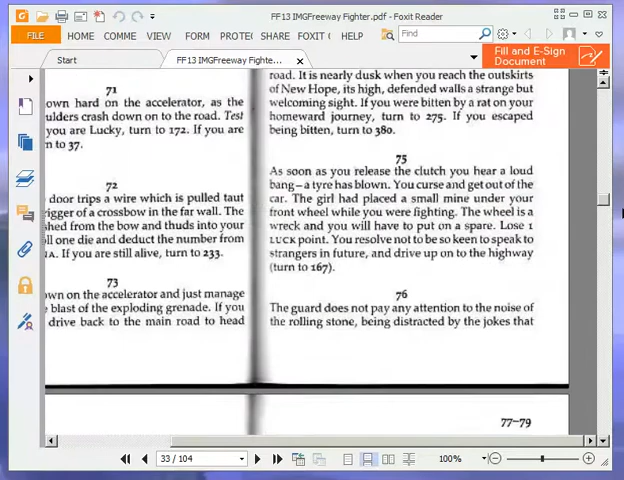 FF13 IMGFreeway Fighter.pdf - Foxit Reader
FILE HOME COMME VIEW FORM PROTE SHARE FOXIT C Find
Start FF13 IMGFreeway Fighte...
Fill and E-Sign
Document
71
own hard on the accelerator, as the
ulders crash down on to the road. Test
you are Lucky, turn to 172. If you are
n to 37.
72
door trips a wire which is pulled taut
rigger of a crossbow in the far wall. The
shed from the bow and thuds into your
ll one die and deduct the number from
NA. If you are still alive, turn to 233.
73
own on the accelerator and just manage
blast of the exploding grenade. If you
drive back to the main road to head
road. It is nearly dusk when you reach the outskirts
of New Hope, its high, defended walls a strange but
welcoming sight. If you were bitten by a rat on your
homeward journey, turn to 275. If you escaped
being bitten, turn to 380.
75
As soon as you release the clutch you hear a loud
bang – a tyre has blown. You curse and get out of the
car. The girl had placed a small mine under your
front wheel while you were fighting. The wheel is a
wreck and you will have to put on a spare. Lose 1
LUCK point. You resolve not to be so keen to speak to
strangers in future, and drive up on to the highway
(turn to 167).
76
The guard does not pay any attention to the noise of
the rolling stone, being distracted by the jokes that
77–79
33 / 104 100%